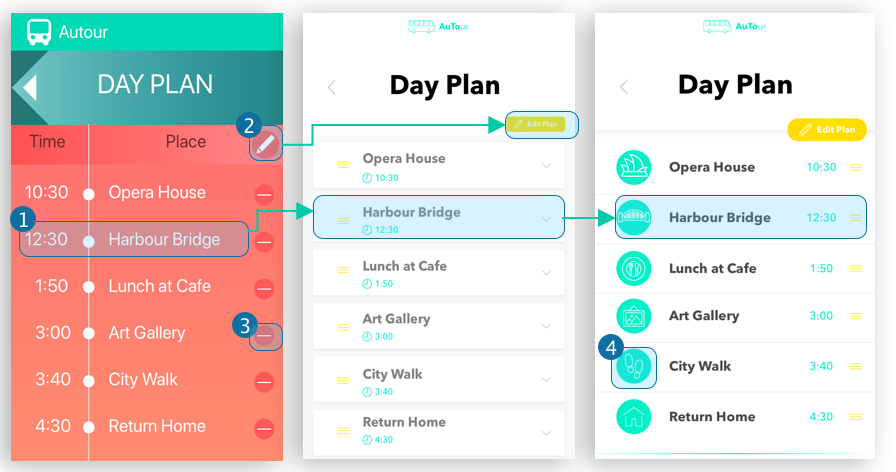 Autour
DAY PLAN
2
Time Place
10:30 Opera House
1
12:30 Harbour Bridge
1:50 Lunch at Cafe
3
3:00 Art Gallery
3:40 City Walk
4:30 Return Home
AuTour
Day Plan
Edit Plan
Opera House
10:30
Harbour Bridge
12:30
Lunch at Cafe
1:50
Art Gallery
3:00
City Walk
3:40
Return Home
4:30
AuTour
Day Plan
Edit Plan
Opera House 10:30
Harbour Bridge 12:30
Lunch at Cafe 1:50
Art Gallery 3:00
4
City Walk 3:40
Return Home 4:30